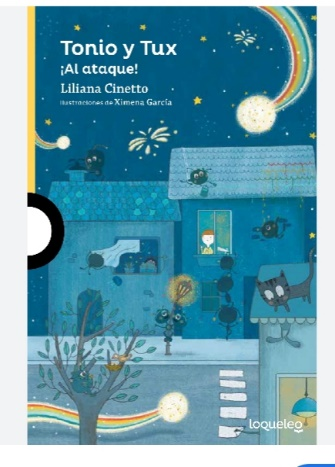 Tonio y Tux
¡Al ataque!
Liliana Cinetto
Ilustraciones de Ximena García
loqueleo